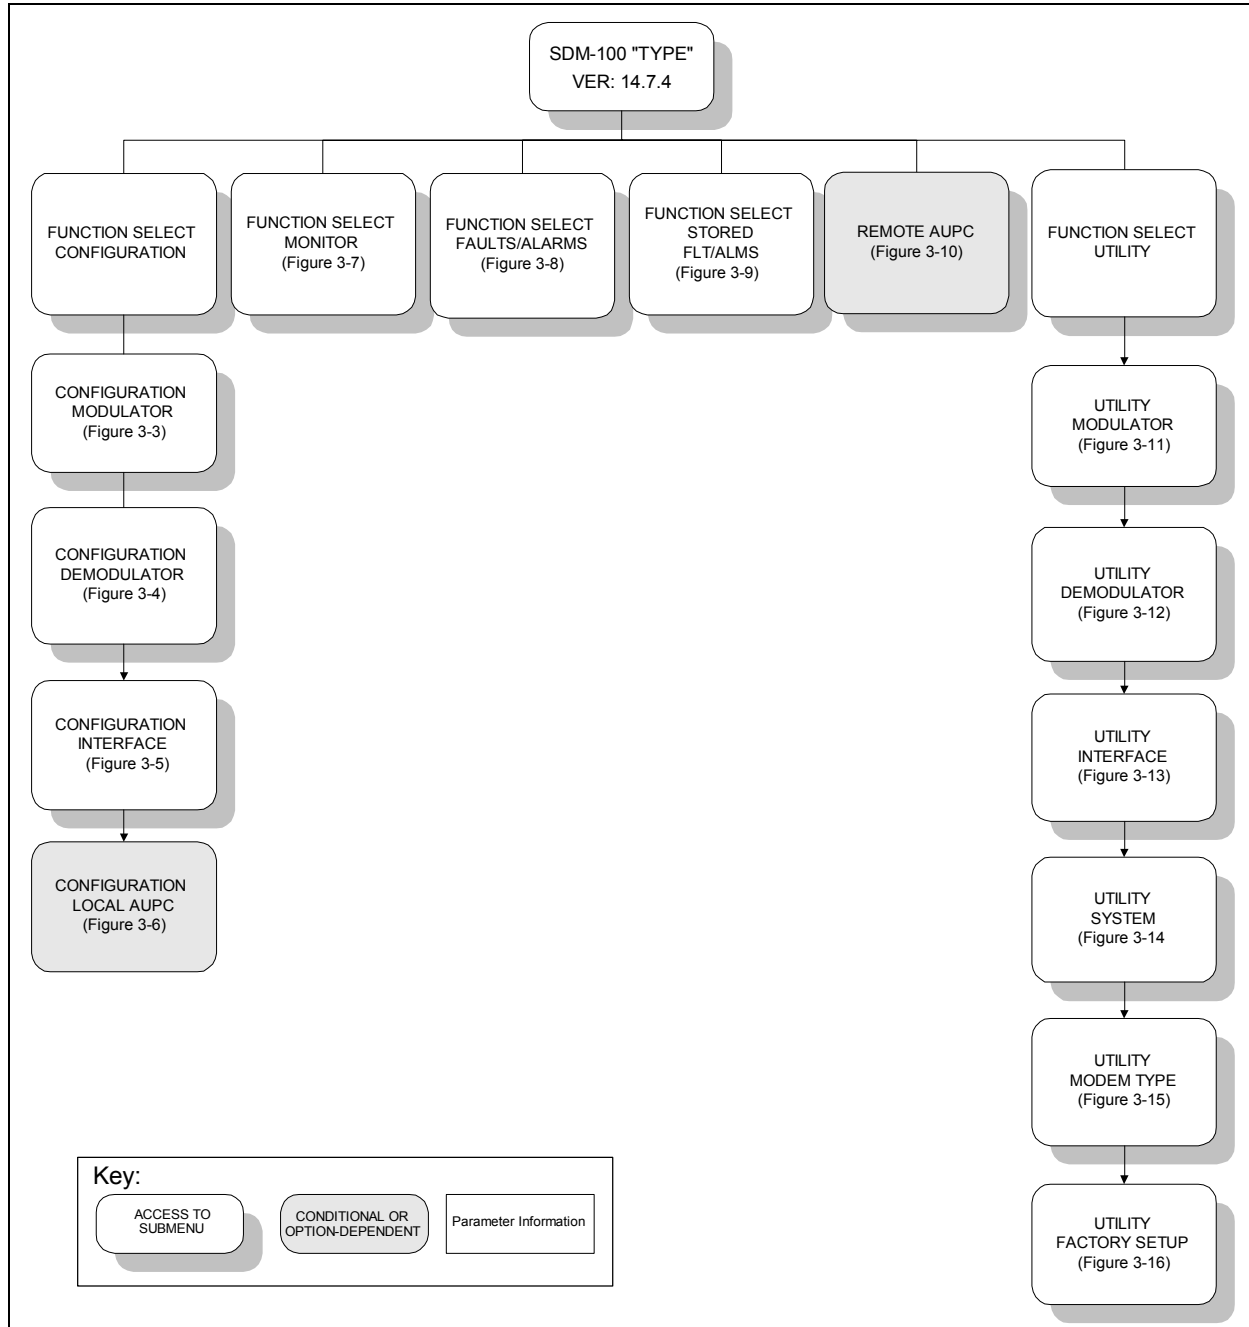 SDM-100 "TYPE"
VER: 14.7.4
FUNCTION SELECT
CONFIGURATION
FUNCTION SELECT
MONITOR
(Figure 3-7)
FUNCTION SELECT
FAULTS/ALARMS
(Figure 3-8)
FUNCTION SELECT
STORED
FLT/ALMS
(Figure 3-9)
REMOTE AUPC
(Figure 3-10)
FUNCTION SELECT
UTILITY
CONFIGURATION
MODULATOR
(Figure 3-3)
CONFIGURATION
DEMODULATOR
(Figure 3-4)
CONFIGURATION
INTERFACE
(Figure 3-5)
CONFIGURATION
LOCAL AUPC
(Figure 3-6)
UTILITY
MODULATOR
(Figure 3-11)
UTILITY
DEMODULATOR
(Figure 3-12)
UTILITY
INTERFACE
(Figure 3-13)
UTILITY
SYSTEM
(Figure 3-14
UTILITY
MODEM TYPE
(Figure 3-15)
UTILITY
FACTORY SETUP
(Figure 3-16)
Key:
ACCESS TO
SUBMENU
CONDITIONAL OR
OPTION-DEPENDENT
Parameter Information